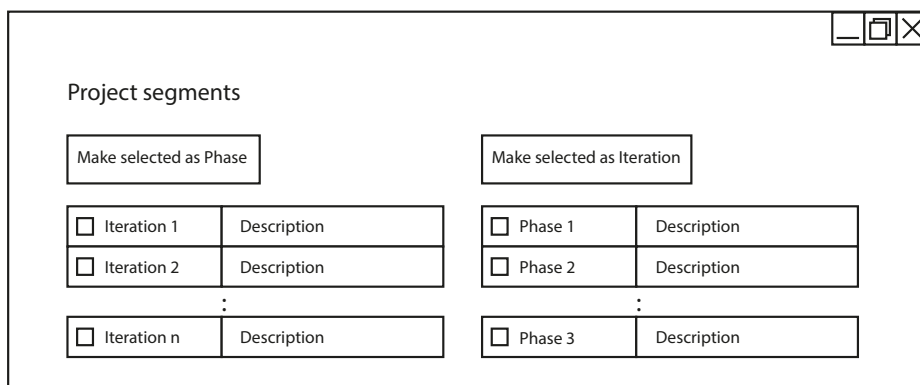 Project segments
Make selected as Phase
Make selected as Iteration
Iteration 1 Description
Phase 1 Description
Iteration 2 Description
Phase 2 Description
:
:
Iteration n Description
Phase 3 Description